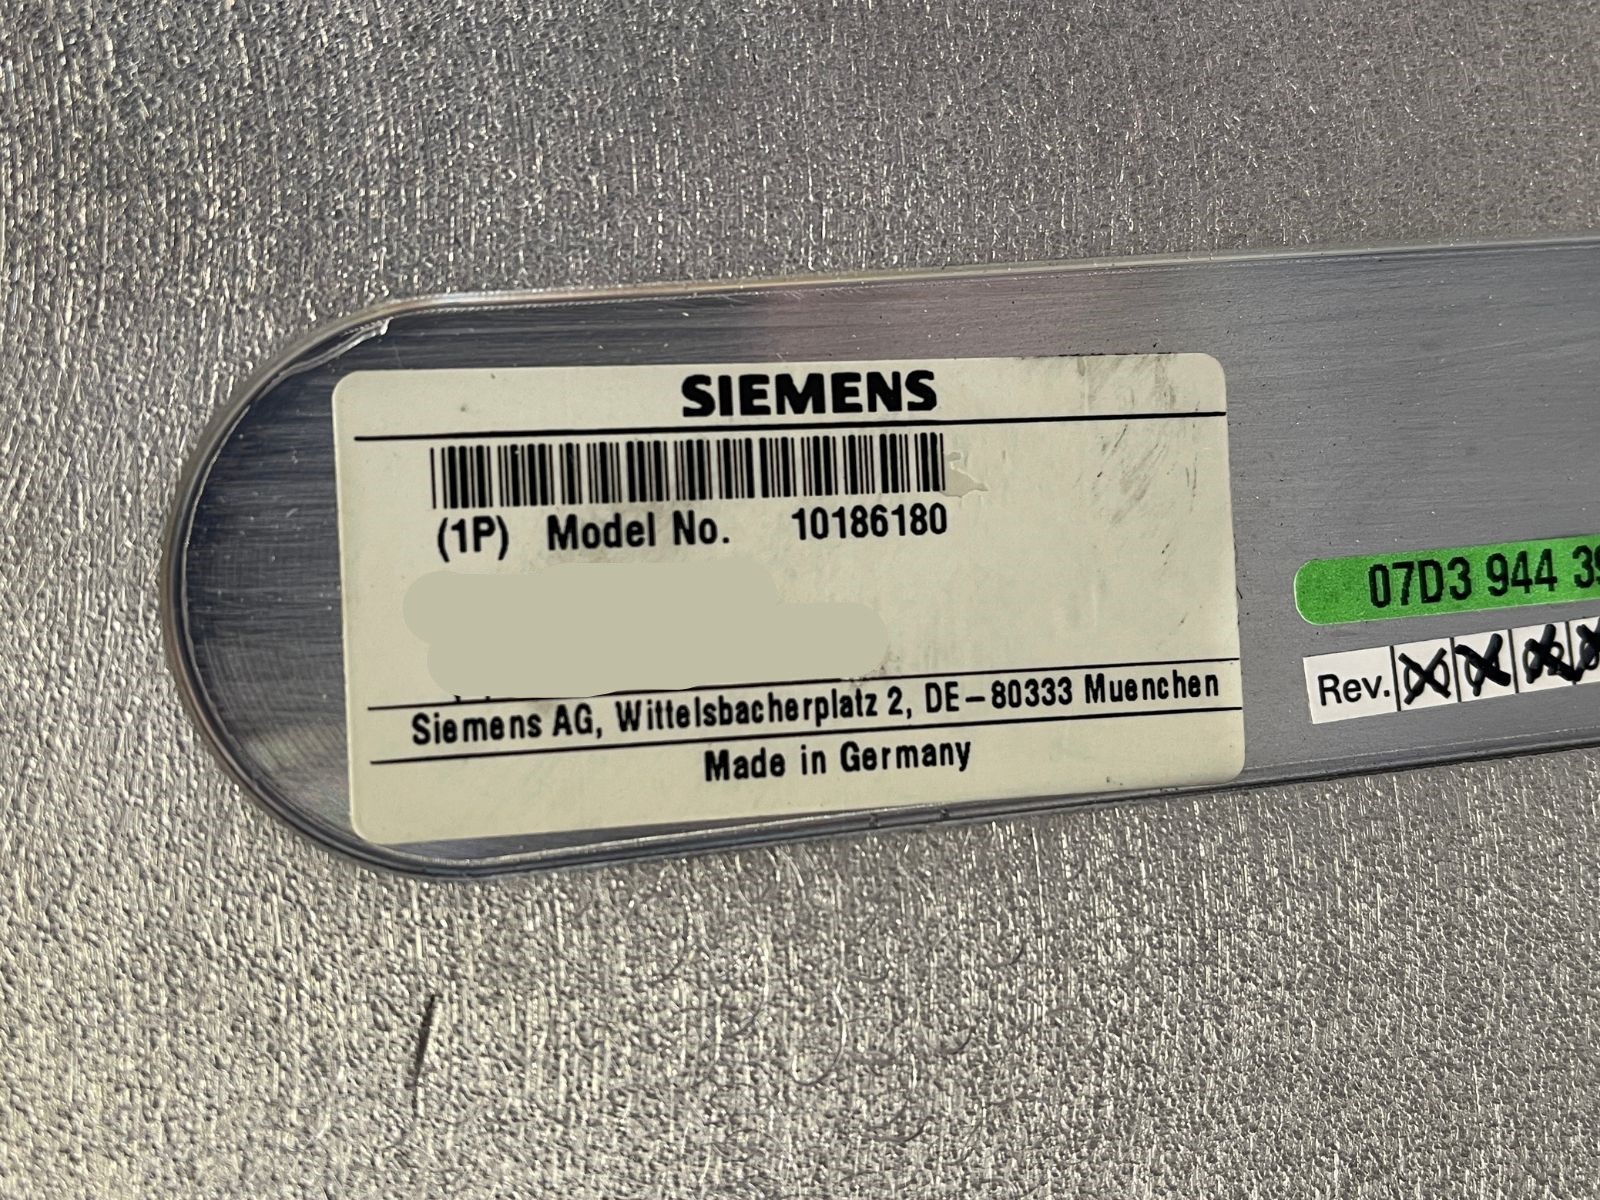 SIEMENS
(1P) Model No. 10186180
Siemens AG, Wittelsbacherplatz 2, DE-80333 Muenchen
Made in Germany
07D3 944
Rev.